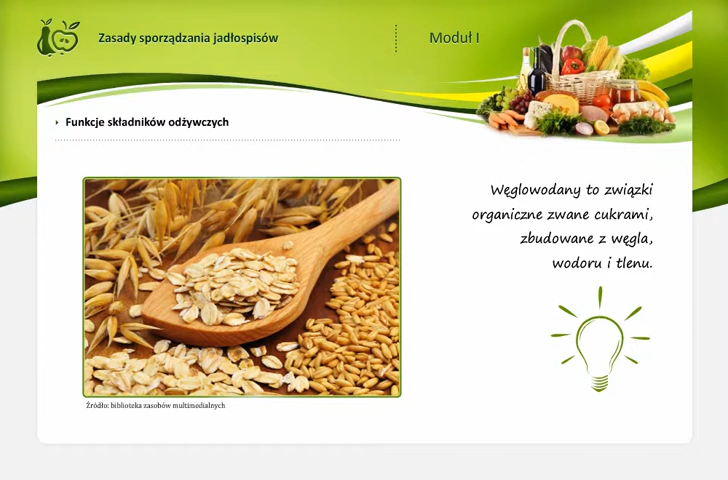 Zasady sporządzania jadłospisów
Moduł I
Funkcje składników odżywczych
Węglowodany to związki
organiczne zwane cukrami,
zbudowane z węgla,
wodoru i tlenu.
Źródło: biblioteka zasobów multimedialnych